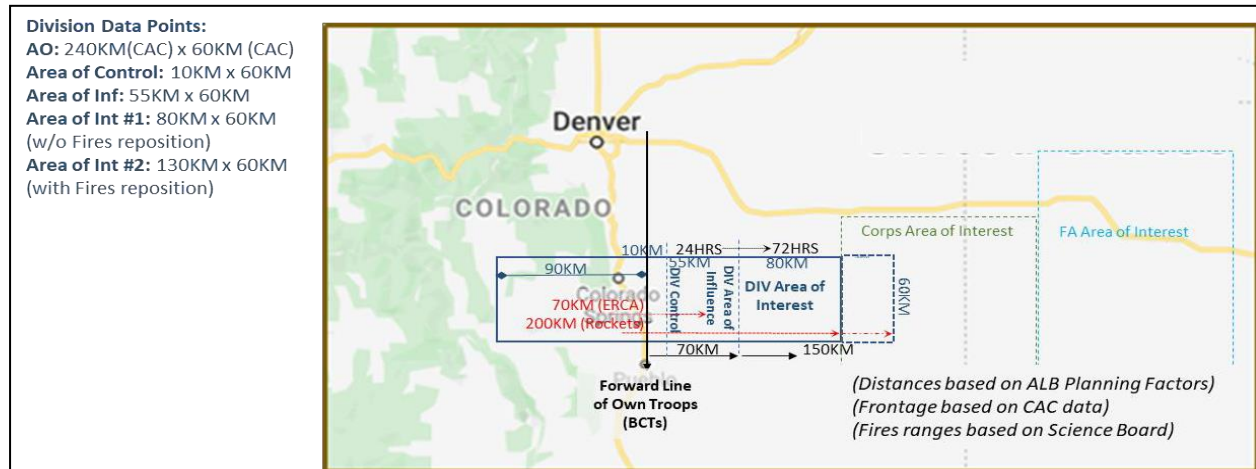 Division Data Points:
AO: 240KM(CAC) x 60KM (CAC)
Area of Control: 10KM x 60KM
Area of Inf: 55KM x 60KM
Area of Int #1: 80KM x 60KM
(w/o Fires reposition)
Area of Int #2: 130KM x 60KM
(with Fires reposition)
Denver
COLORADO
Corps Area of Interest
FA Area of Interest
10KM
24HRS
72HRS
90KM
55KM
80KM
60KM
Colorado
Springs
DIV Control
DIV Area of
Influence
DIV Area of
Interest
70KM (ERCA)
200KM (Rockets)
70KM
150KM
Pueblo
Forward Line
of Own Troops
(BCTs)
(Distances based on ALB Planning Factors)
(Frontage based on CAC data)
(Fires ranges based on Science Board)